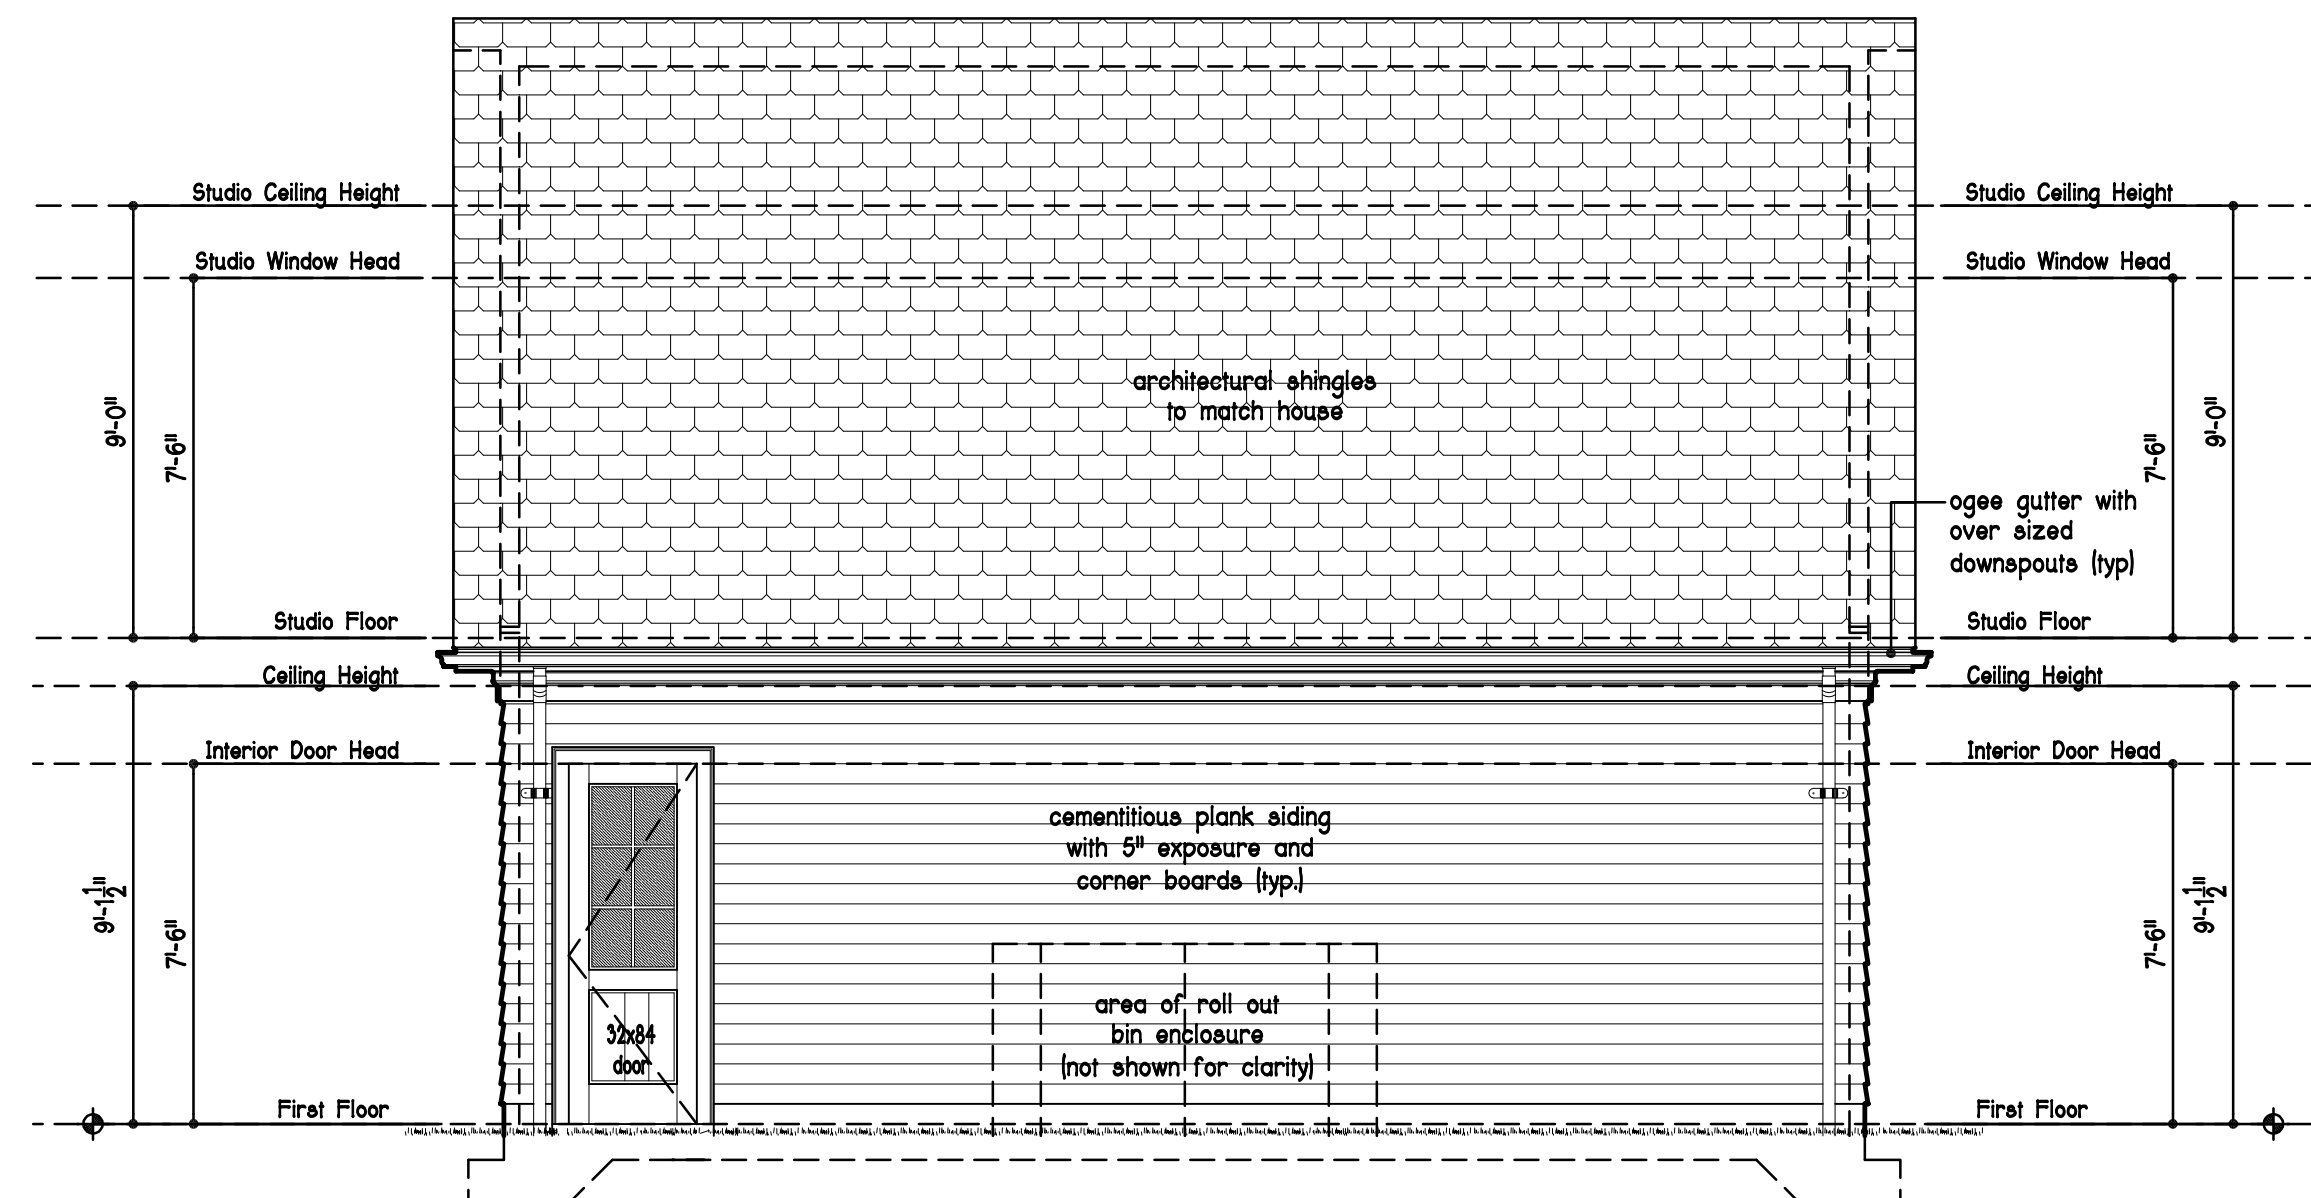 Studio Ceiling Height
Studio Ceiling Height
Studio Window Head
Studio Window Head
architectural shingles
to match house
9'-0"
7'-6"
7'-6"
9'-0"
ogee gutter with
over sized
downspouts (typ)
Studio Floor
Studio Floor
Ceiling Height
Ceiling Height
Interior Door Head
Interior Door Head
cementitious plank siding
with 5" exposure and
corner boards (typ.)
9'-1 1/2"
7'-6"
7'-6"
9'-1 1/2"
area of roll out
bin enclosure
(not shown for clarity)
32x84
door
First Floor
First Floor